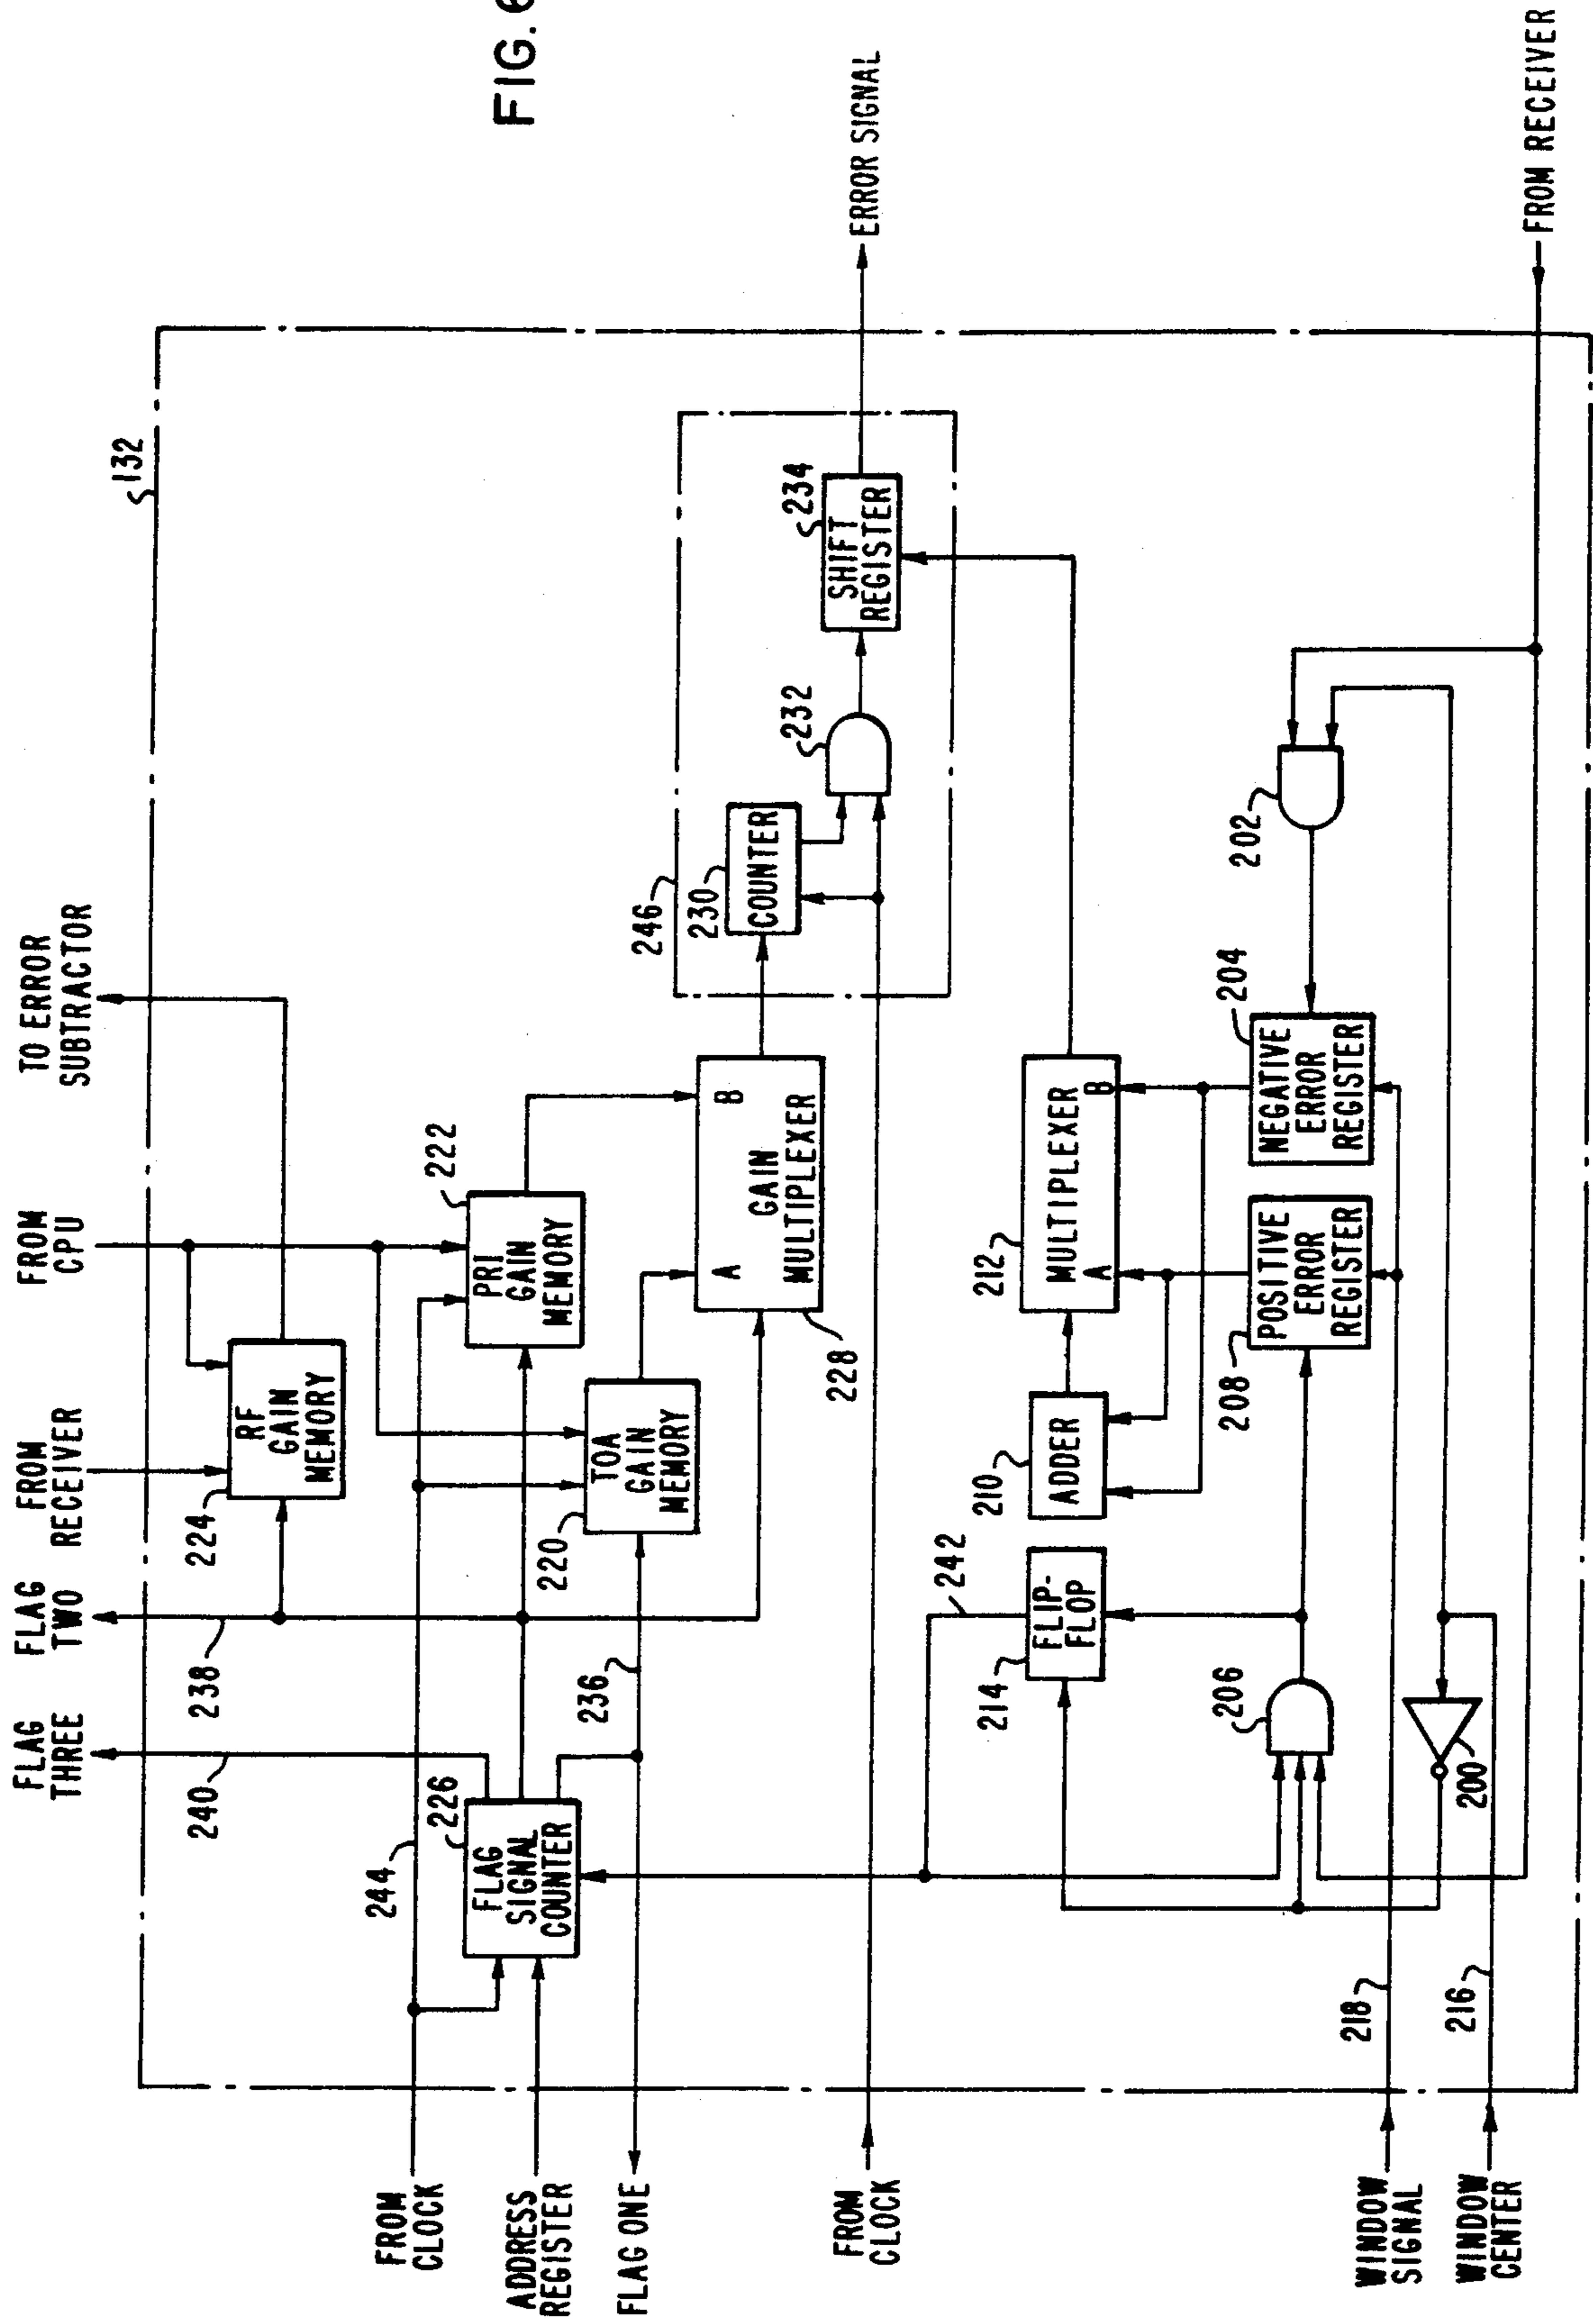 FIG. 6
132
FLAG
THREE
FLAG
TWO
FROM
RECEIVER
FROM
CPU
TO ERROR
SUBTRACTOR
240
238
224
RF
GAIN
MEMORY
244
226
FLAG
SIGNAL
COUNTER
222
PRI
GAIN
MEMORY
236
220
TOA
GAIN
MEMORY
228
A
B
GAIN
MULTIPLEXER
246
230
COUNTER
232
234
SHIFT
REGISTER
ERROR SIGNAL
FROM
CLOCK
ADDRESS
REGISTER
FLAG ONE
FROM
CLOCK
242
214
FLIP-
FLOP
210
ADDER
212
MULTIPLEXER
A
B
206
208
POSITIVE
ERROR
REGISTER
204
NEGATIVE
ERROR
REGISTER
202
200
218
216
WINDOW
SIGNAL
WINDOW
CENTER
FROM RECEIVER